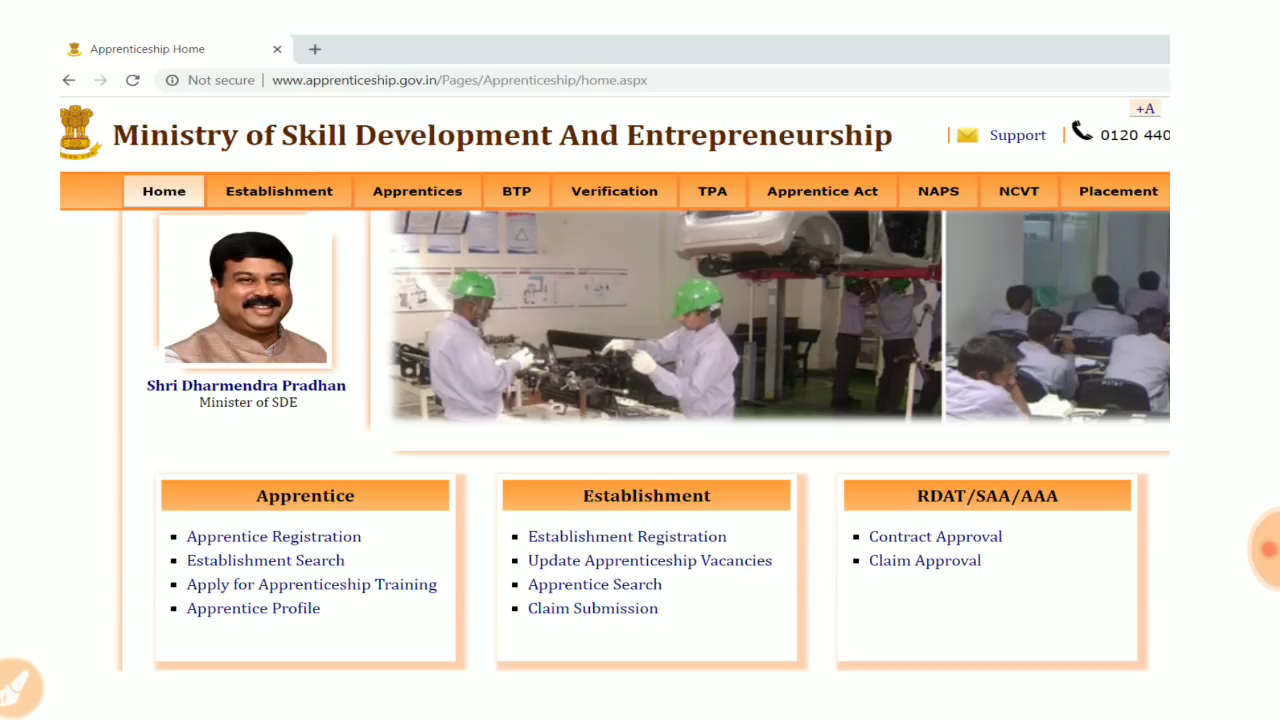 Apprenticeship Home
Not secure | www.apprenticeship.gov.in/Pages/Apprenticeship/home.aspx
+A
Ministry of Skill Development And Entrepreneurship
Support
0120 440
Home Establishment Apprentices BTP Verification TPA Apprentice Act NAPS NCVT Placement
Shri Dharmendra Pradhan
Minister of SDE
Apprentice
Apprentice Registration
Establishment Search
Apply for Apprenticeship Training
Apprentice Profile
Establishment
Establishment Registration
Update Apprenticeship Vacancies
Apprentice Search
Claim Submission
RDAT/SAA/AAA
Contract Approval
Claim Approval